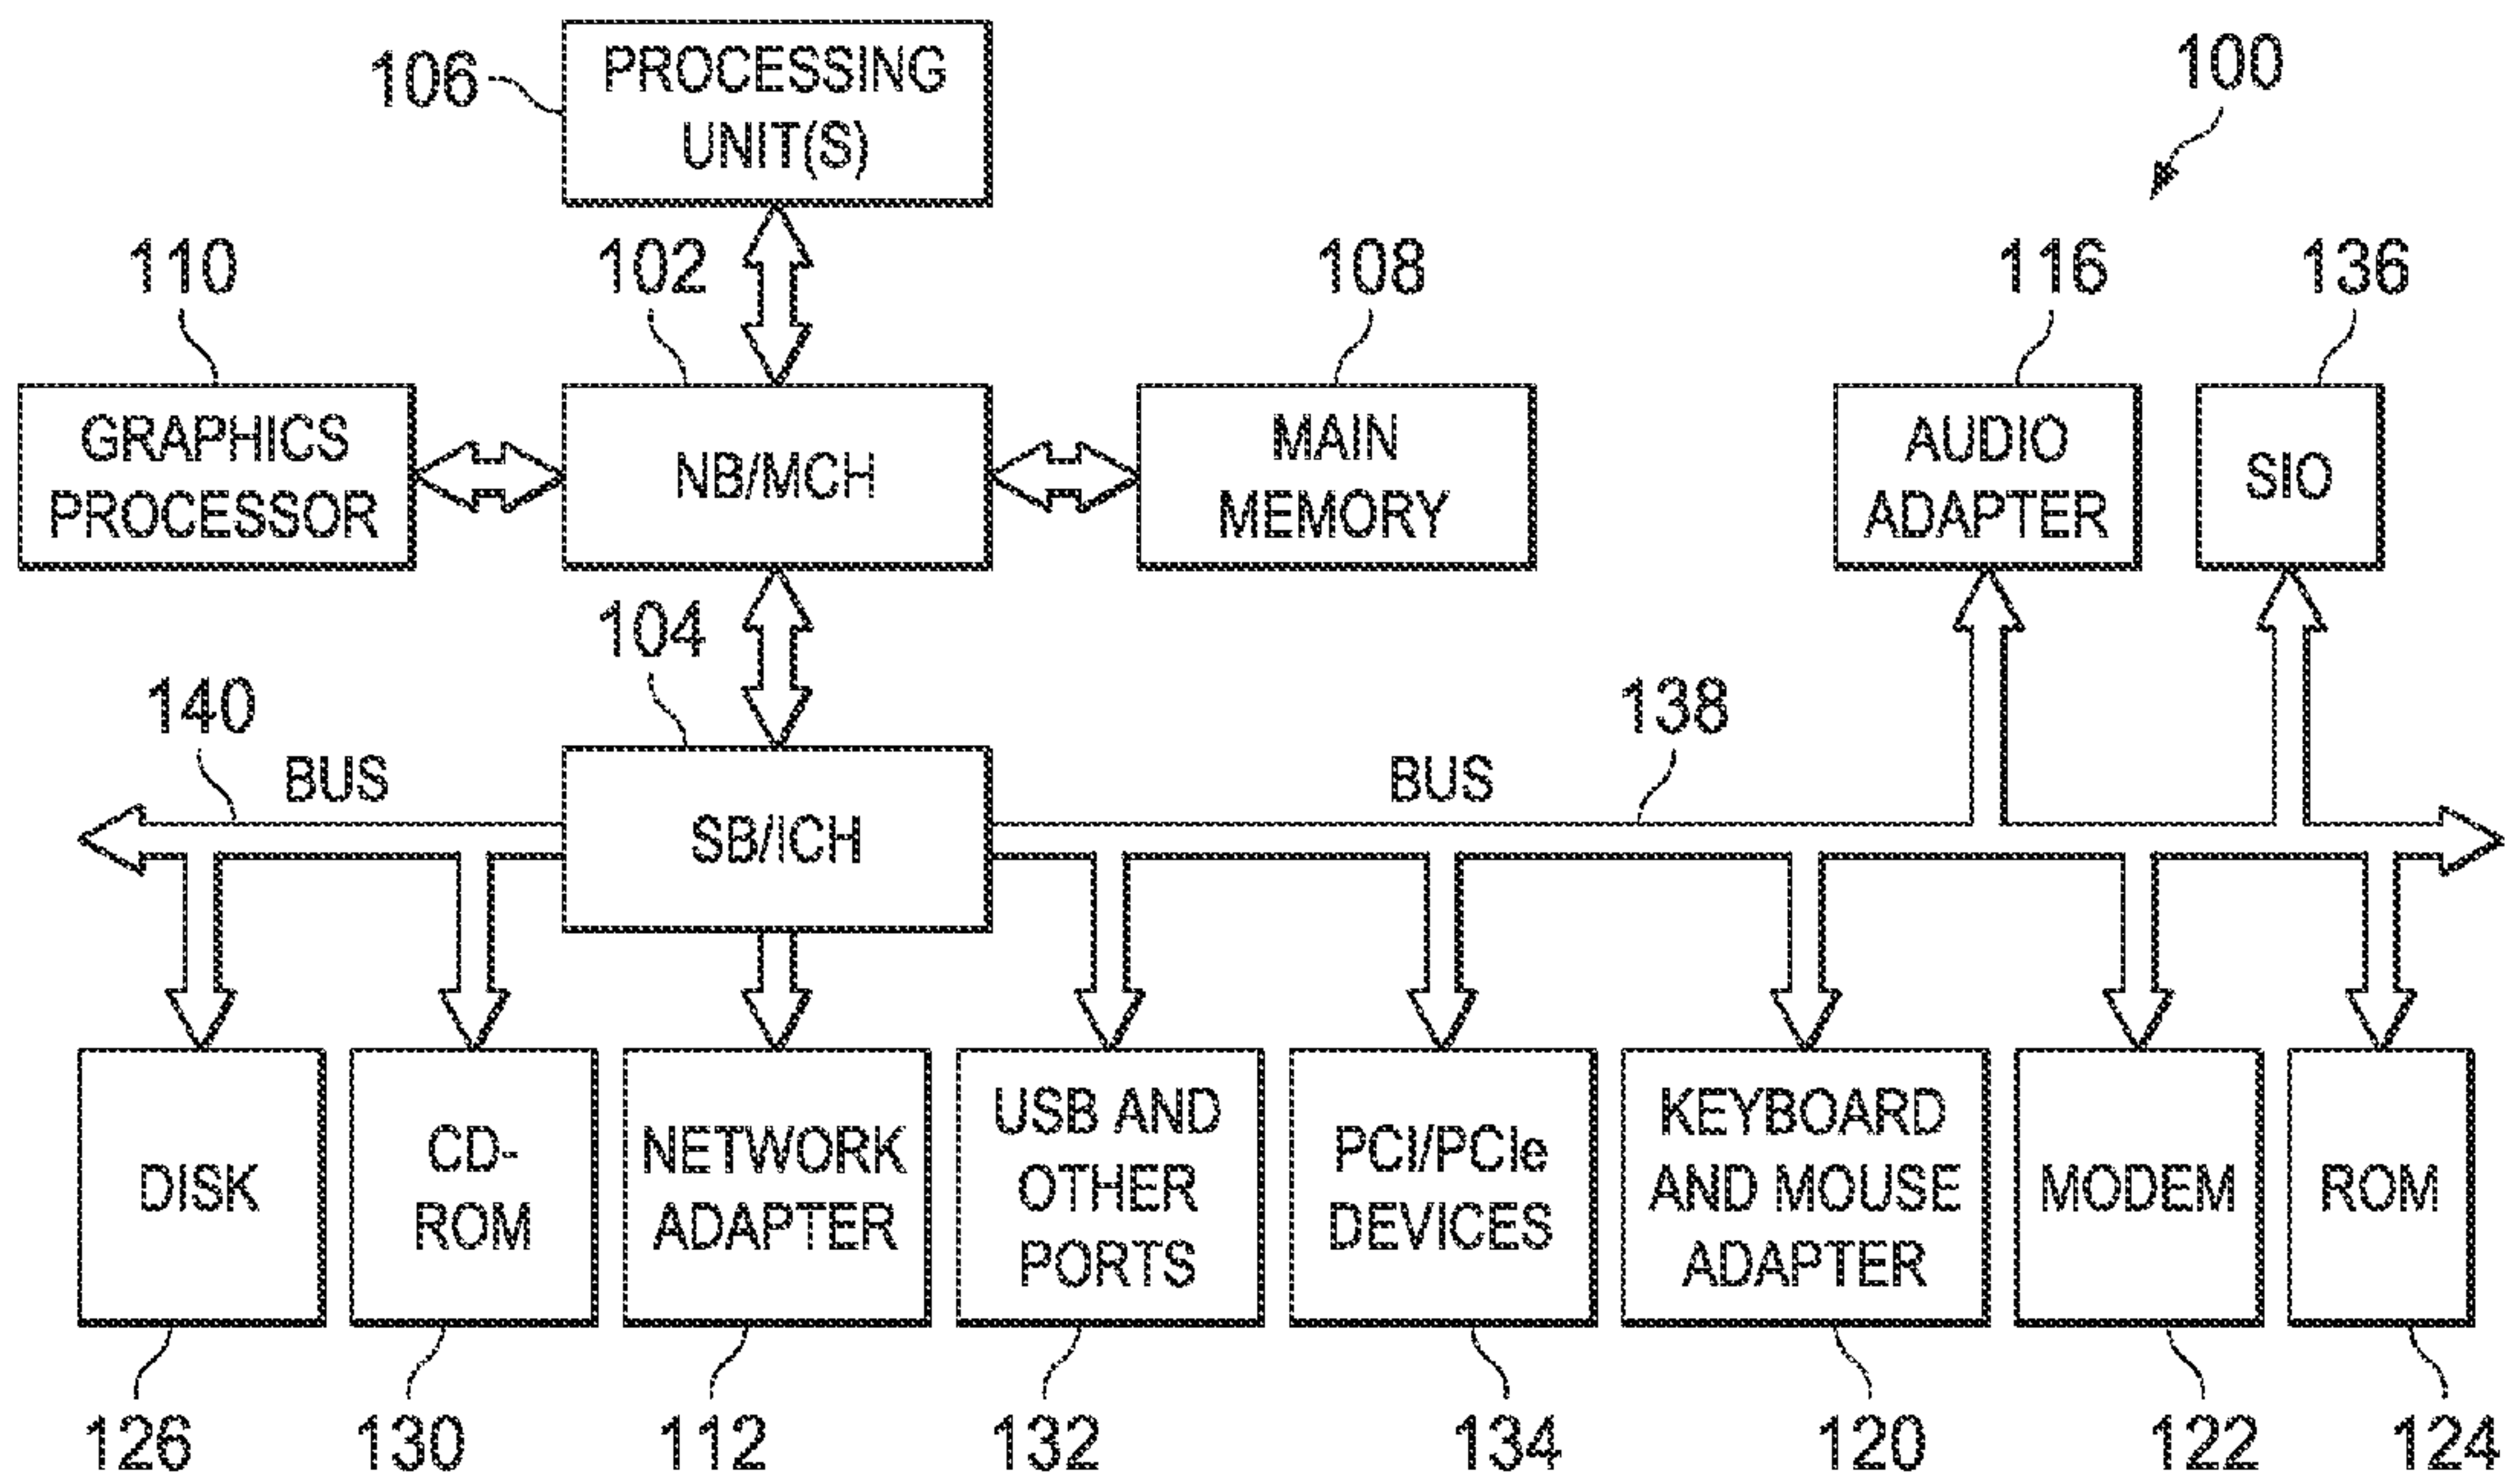 PROCESSING
UNIT(S)
106
100
110
102
108
116
136
GRAPHICS
PROCESSOR
NB/MCH
MAIN
MEMORY
AUDIO
ADAPTER
SIO
104
140
BUS
138
BUS
SB/ICH
DISK
CD-
ROM
NETWORK
ADAPTER
USB AND
OTHER
PORTS
PCI/PCIe
DEVICES
KEYBOARD
AND MOUSE
ADAPTER
MODEM
ROM
126
130
112
132
134
120
122
124